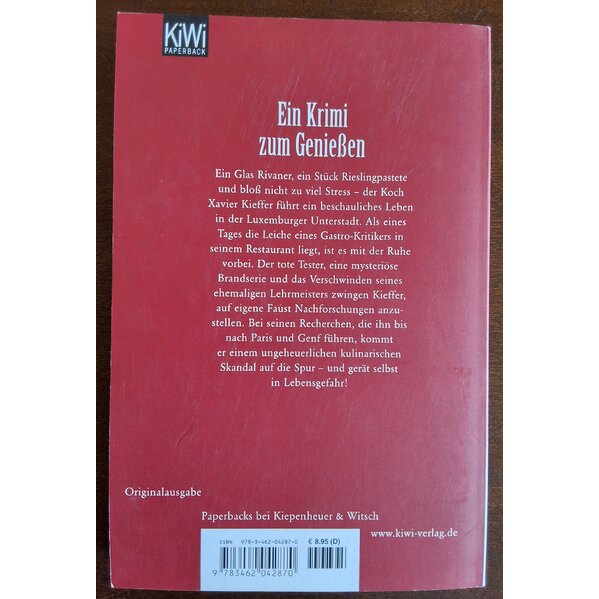 KiWi
PAPERBACK
Ein Krimi
zum Genießen
Ein Glas Rivaner, ein Stück Rieslingpastete
und bloß nicht zu viel Stress – der Koch
Xavier Kieffer führt ein beschauliches Leben
in der Luxemburger Unterstadt. Als eines
Tages die Leiche eines Gastro-Kritikers in
seinem Restaurant liegt, ist es mit der Ruhe
vorbei. Der tote Tester, eine mysteriöse
Brandserie und das Verschwinden seines
ehemaligen Lehrmeisters zwingen Kieffer,
auf eigene Faust Nachforschungen anzu-
stellen. Bei seinen Recherchen, die ihn bis
nach Paris und Genf führen, kommt
er einem ungeheuerlichen kulinarischen
Skandal auf die Spur – und gerät selbst
in Lebensgefahr!
Originalausgabe
Paperbacks bei Kiepenheuer & Witsch
www.kiwi-verlag.de
ISBN 978-3-462-04287-0 € 8.95 (D)
9 783462 042870